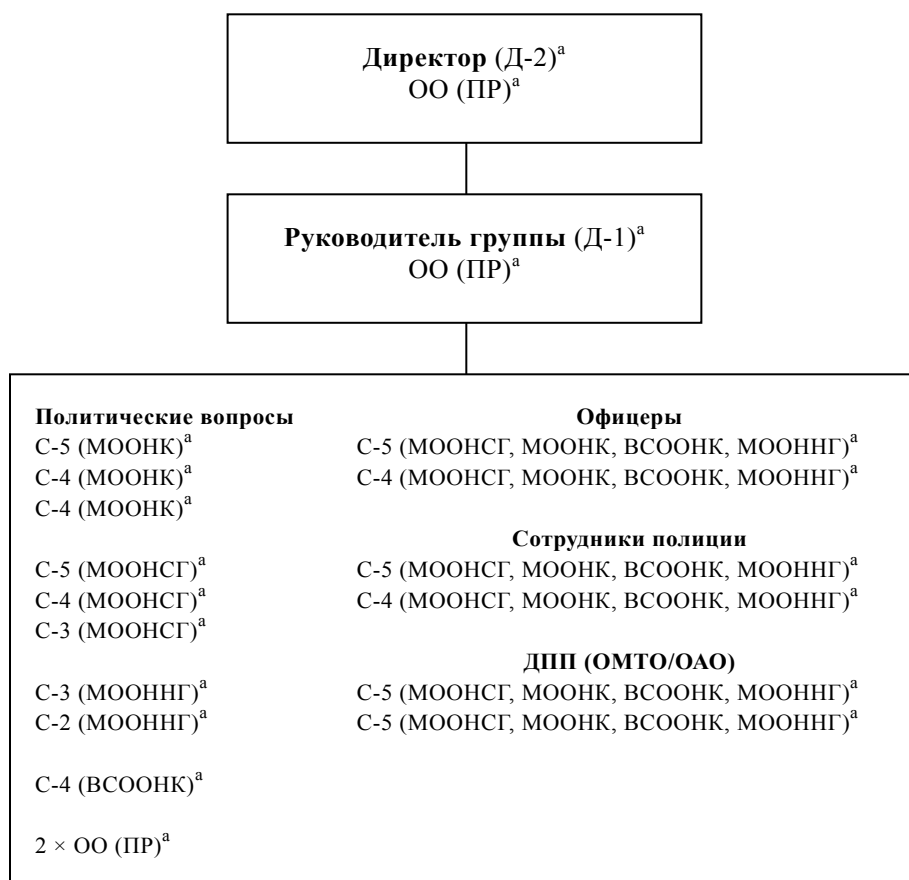 Директор (Д-2)ᵃ
ОО (ПР)ᵃ
Руководитель группы (Д-1)ᵃ
ОО (ПР)ᵃ
Политические вопросы
С-5 (МООНК)ᵃ
С-4 (МООНК)ᵃ
С-4 (МООНК)ᵃ
С-5 (МООНСГ)ᵃ
С-4 (МООНСГ)ᵃ
С-3 (МООНСГ)ᵃ
С-3 (МООННГ)ᵃ
С-2 (МООННГ)ᵃ
С-4 (ВСООНК)ᵃ
2 × ОО (ПР)ᵃ
Офицеры
С-5 (МООНСГ, МООНК, ВСООНК, МООННГ)ᵃ
С-4 (МООНСГ, МООНК, ВСООНК, МООННГ)ᵃ
Сотрудники полиции
С-5 (МООНСГ, МООНК, ВСООНК, МООННГ)ᵃ
С-4 (МООНСГ, МООНК, ВСООНК, МООННГ)ᵃ
ДПП (ОМТО/ОАО)
С-5 (МООНСГ, МООНК, ВСООНК, МООННГ)ᵃ
С-5 (МООНСГ, МООНК, ВСООНК, МООННГ)ᵃ